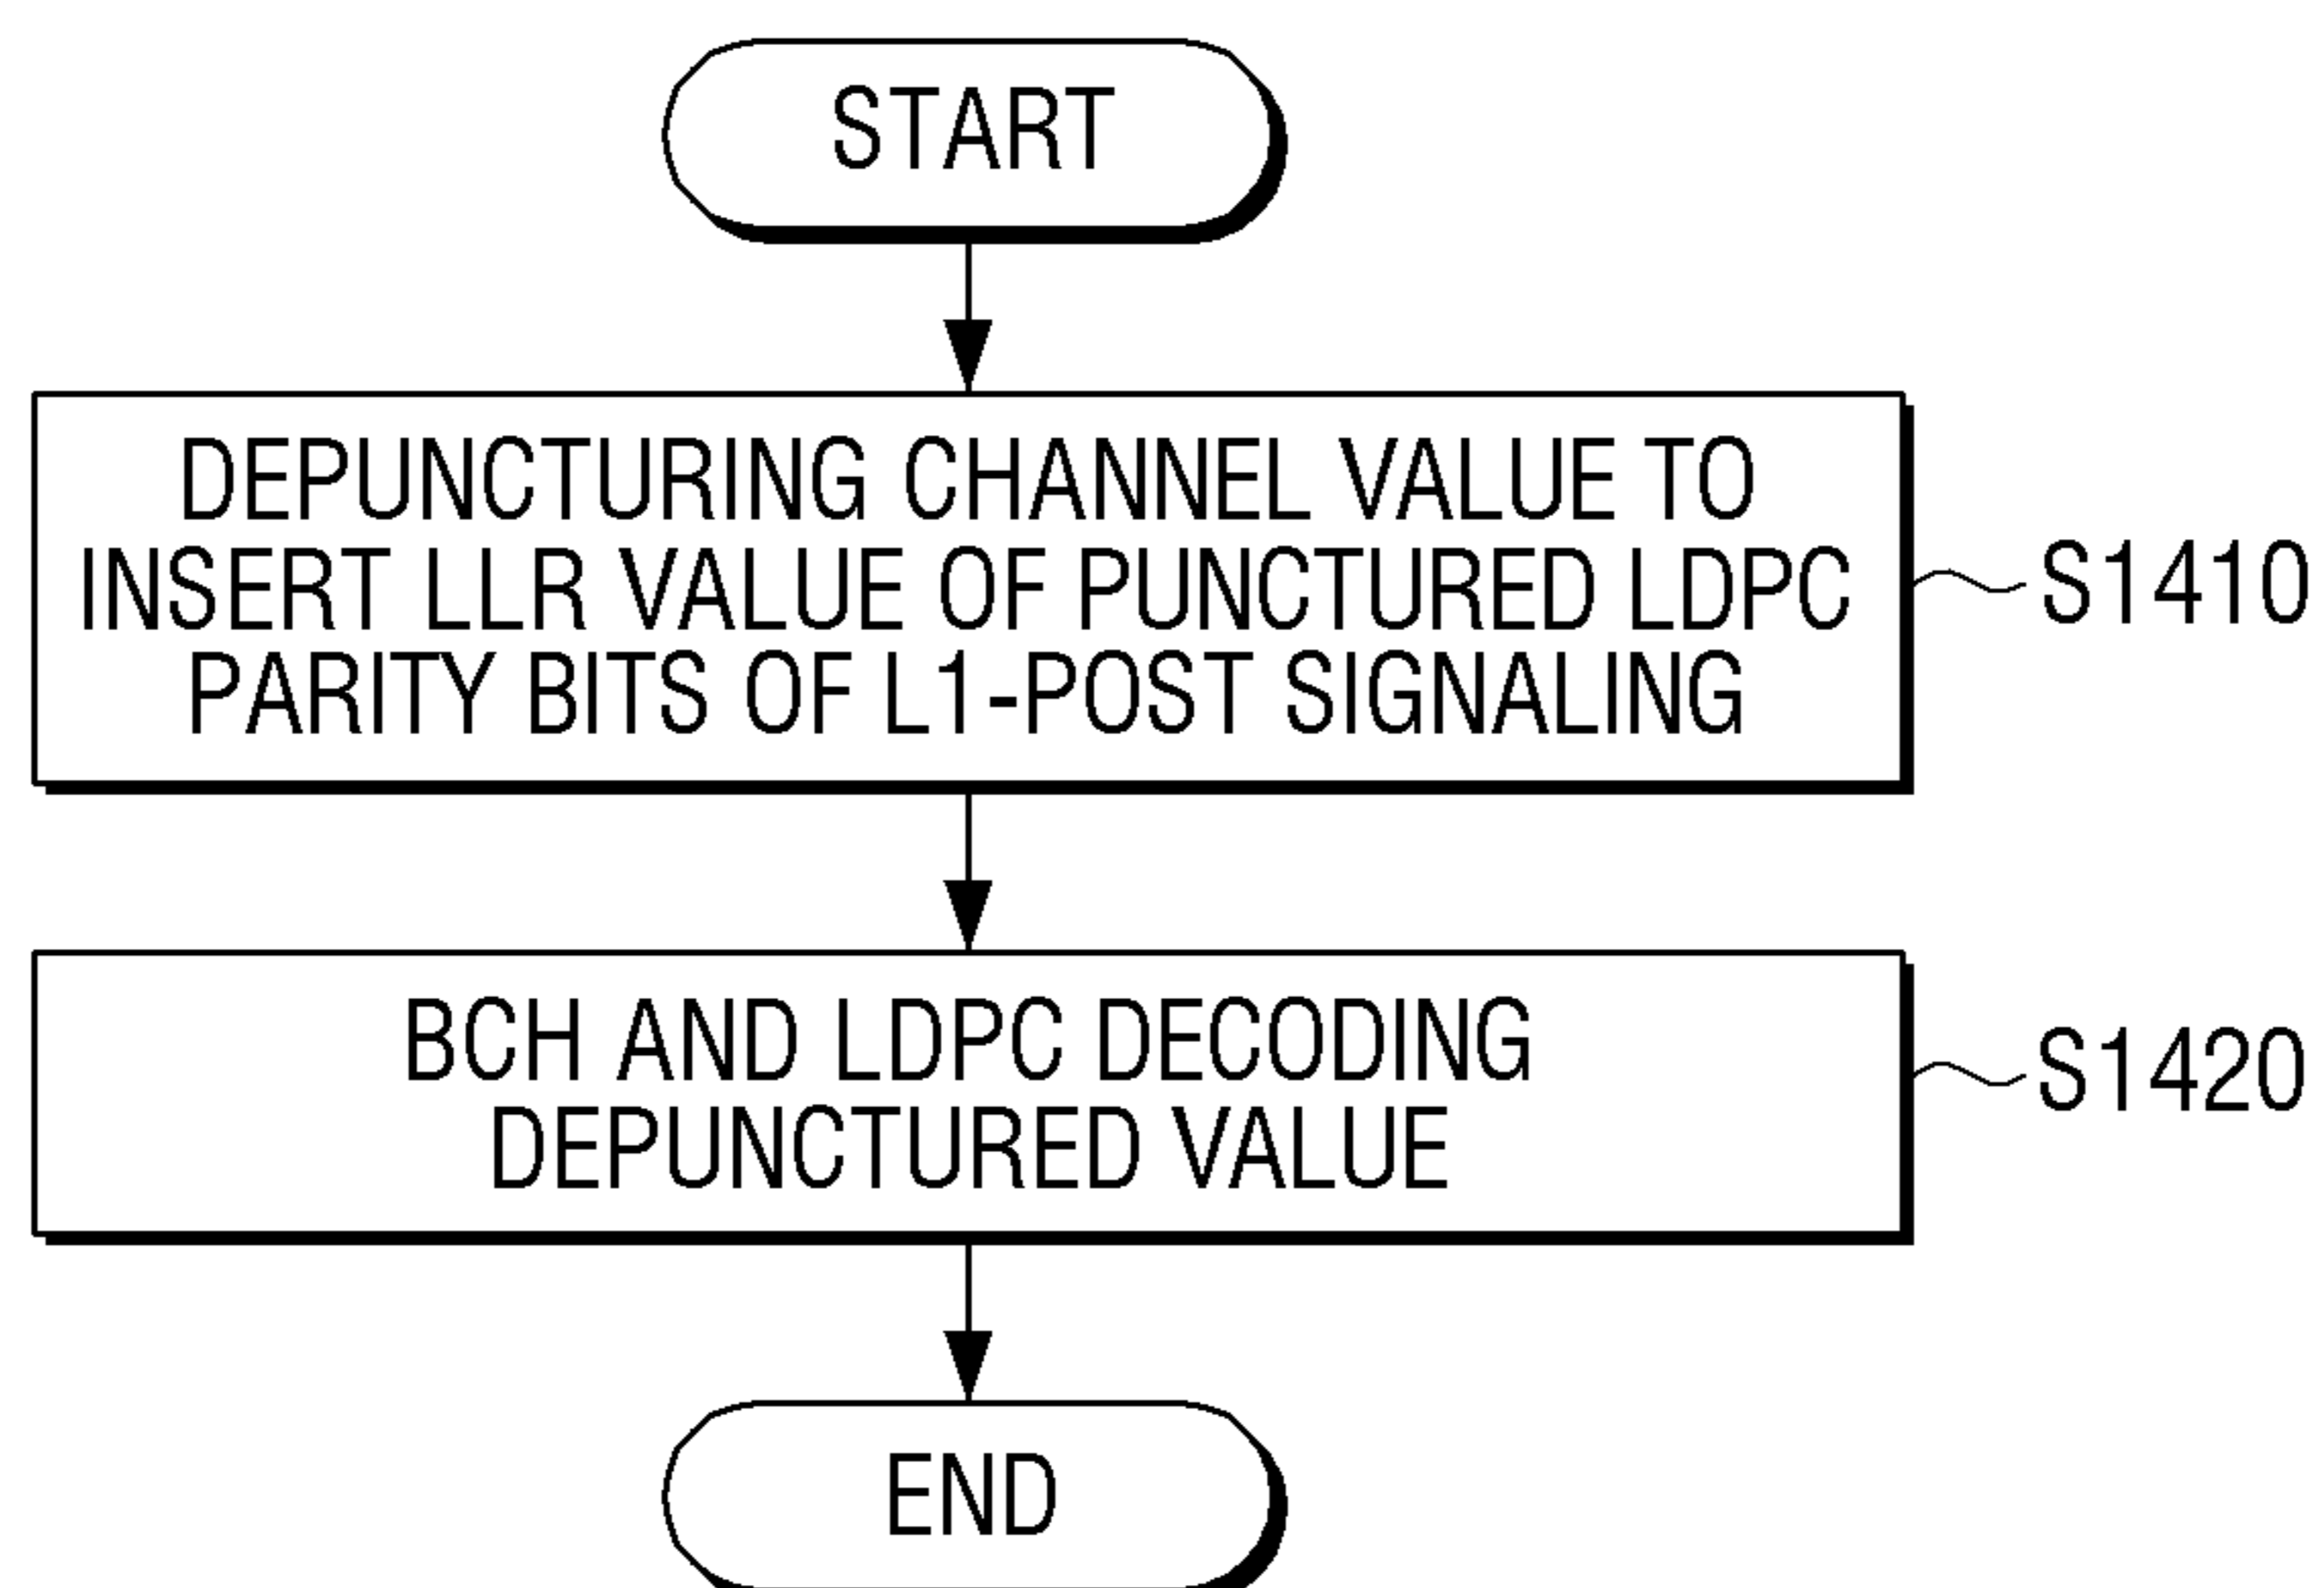 START
DEPUNCTURING CHANNEL VALUE TO
INSERT LLR VALUE OF PUNCTURED LDPC
PARITY BITS OF L1-POST SIGNALING
S1410
BCH AND LDPC DECODING
DEPUNCTURED VALUE
S1420
END